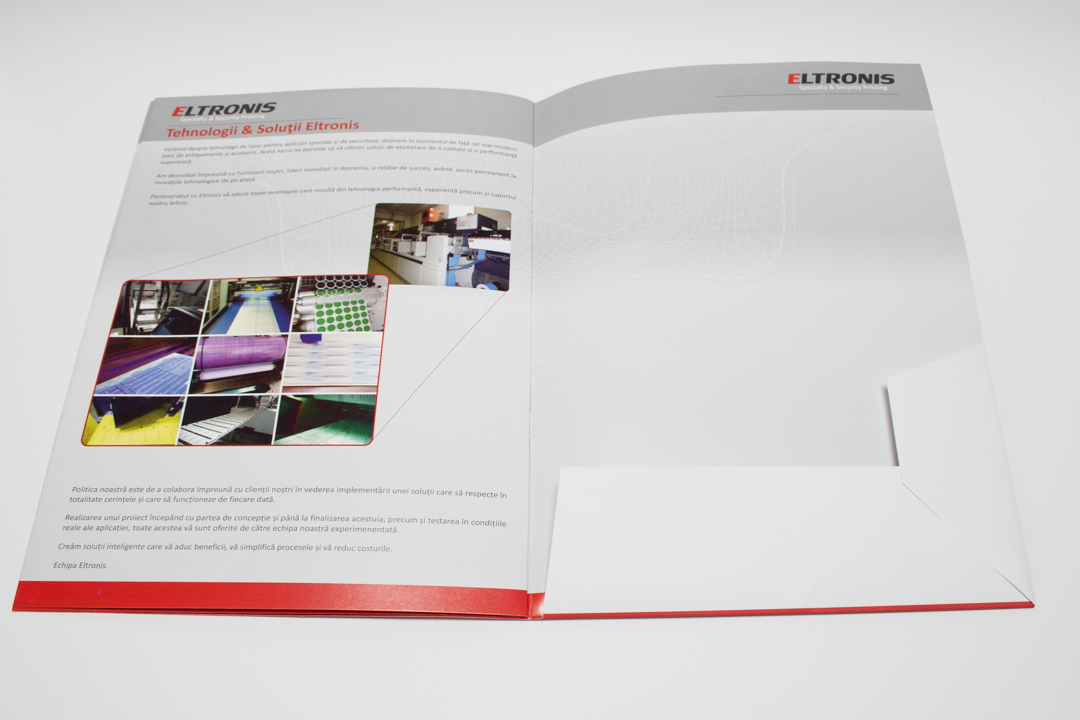 ELTRONIS
Specialty & Security Printing
Tehnologii & Soluţii Eltronis
Vorbind despre tehnologii de tipar pentru aplicații speciale și de securitate, deținem în momentul de față cel mai modern
parc de echipamente și accesorii. Acest lucru ne permite să vă oferim soluții de etichetare de o calitate și o performanță
superioară.
Am dezvoltat împreună cu furnizorii noștri, lideri mondiali în domeniu, o relație de succes, având acces permanent la
inovațiile tehnologice de pe piață.
Parteneriatul cu Eltronis vă aduce toate avantajele care rezultă din tehnologia performantă, experiență precum și suportul
nostru tehnic.
Politica noastră este de a colabora împreună cu clienții noștri în vederea implementării unei soluții care să respecte în
totalitate cerințele și care să funcționeze de fiecare dată.
Realizarea unui proiect începând cu partea de concepție și până la finalizarea acestuia, precum și testarea în condițiile
reale ale aplicației, toate acestea vă sunt oferite de către echipa noastră experimenentată.
Creăm soluții inteligente care vă aduc beneficii, vă simplifică procesele și vă reduc costurile.
Echipa Eltronis.
ELTRONIS
Specialty & Security Printing